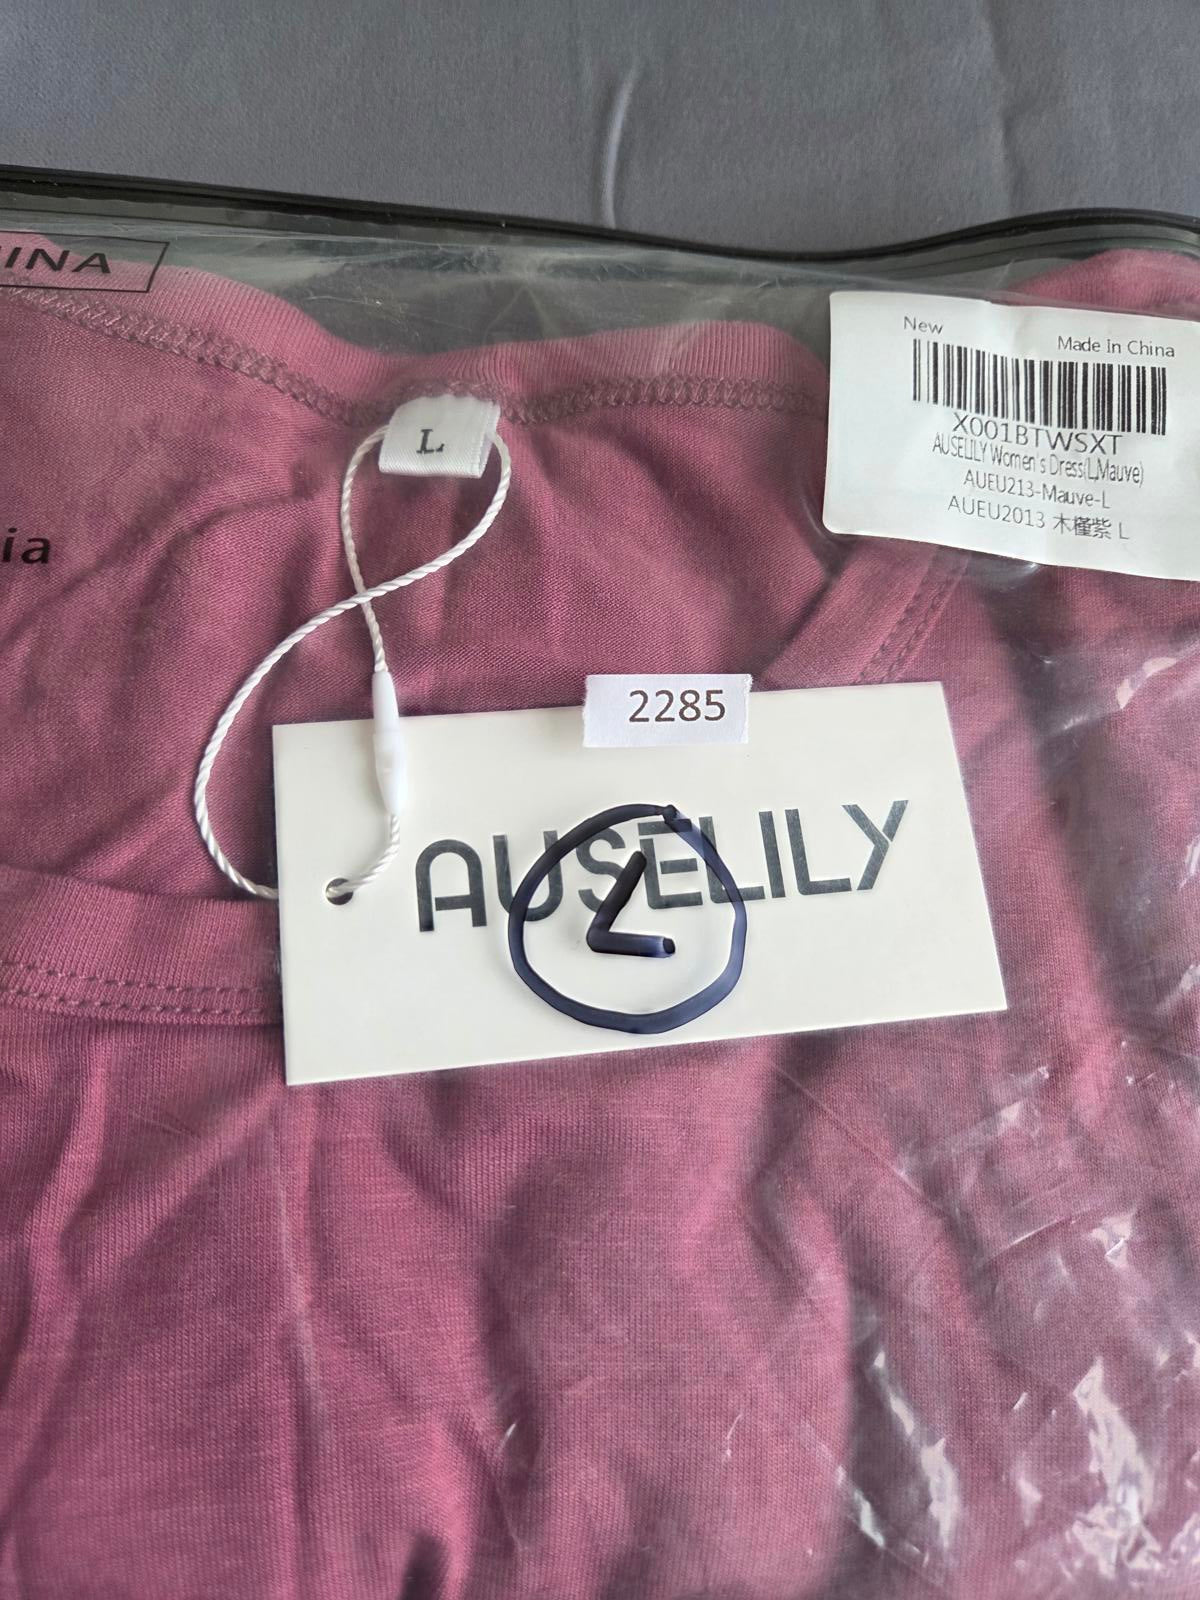 INA
New
Made In China
X001BTWSXT
AUSELILY Women's Dress(L,Mauve)
AUEU213-Mauve-L
AUEU2013 木槿紫 L
L
ia
2285
AUSELILY
L